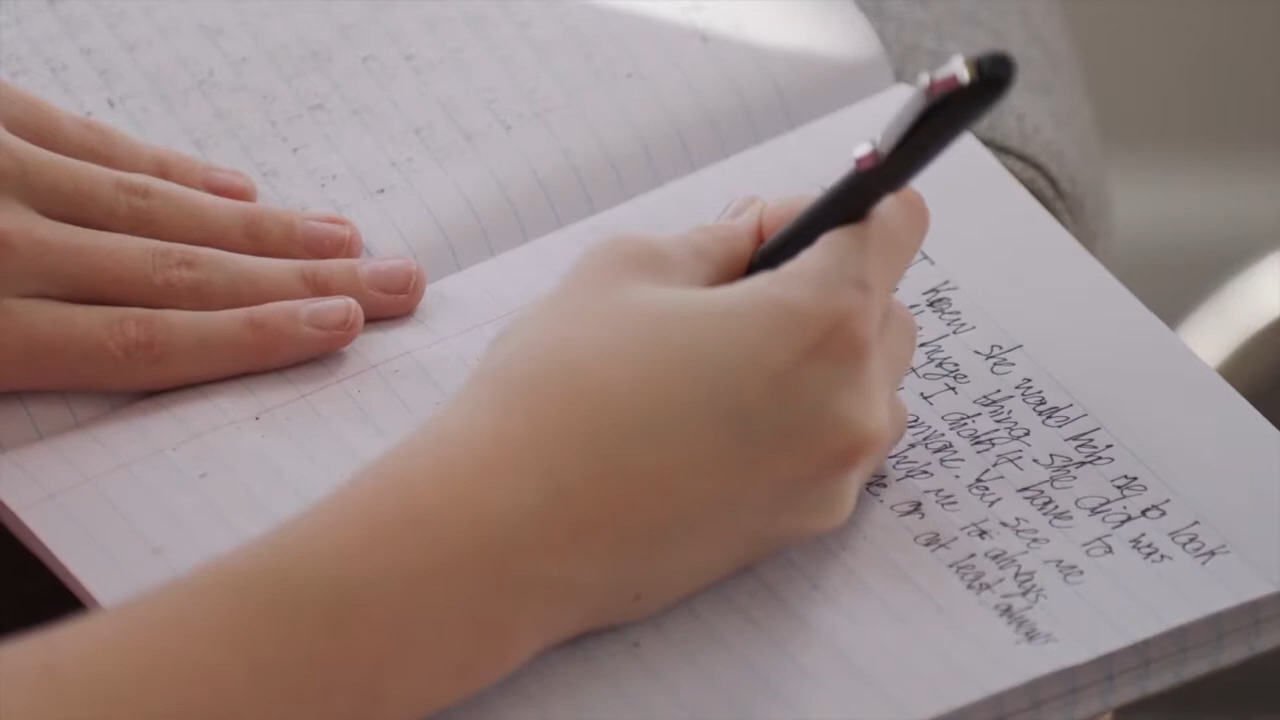 I knew she would help me to look
huge thing she did was
I didn't have to
anyone. You see me
help me to always
or at least always